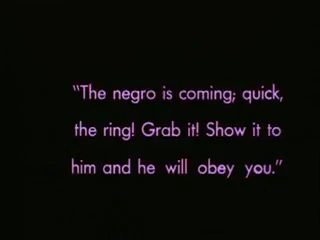 "The negro is coming; quick,
the ring! Grab it! Show it to
him and he will obey you."